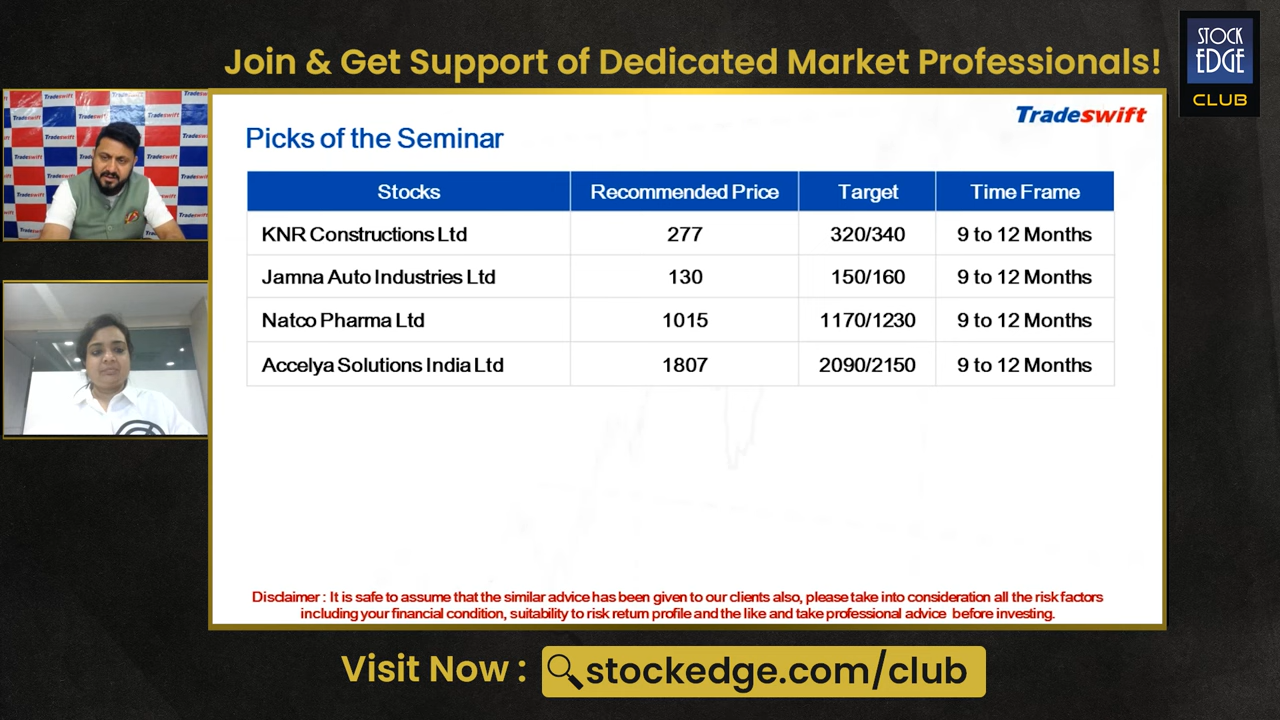 Join & Get Support of Dedicated Market Professionals!
STOCK
EDGE
CLUB
Tradeswift
Picks of the Seminar
Stocks Recommended Price Target Time Frame
KNR Constructions Ltd 277 320/340 9 to 12 Months
Jamna Auto Industries Ltd 130 150/160 9 to 12 Months
Natco Pharma Ltd 1015 1170/1230 9 to 12 Months
Accelya Solutions India Ltd 1807 2090/2150 9 to 12 Months
Disclaimer : It is safe to assume that the similar advice has been given to our clients also, please take into consideration all the risk factors
including your financial condition, suitability to risk return profile and the like and take professional advice before investing.
Visit Now : stockedge.com/club